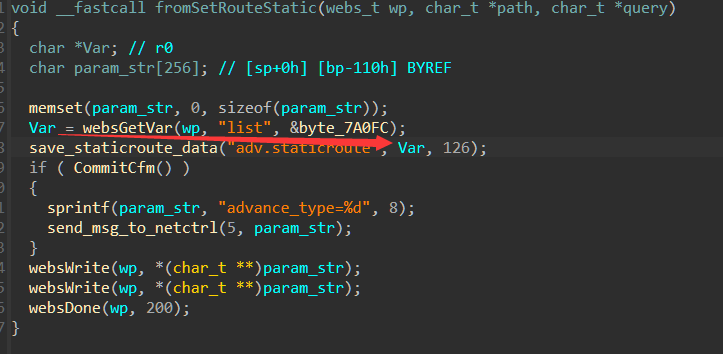 void __fastcall fromSetRouteStatic(webs_t wp, char_t *path, char_t *query)
{
char *Var; // r0
char param_str[256]; // [sp+0h] [bp-110h] BYREF
memset(param_str, 0, sizeof(param_str));
Var = websGetVar(wp, "list", &byte_7A0FC);
save_staticroute_data("adv.staticroute", Var, 126);
if ( CommitCfm() )
{
sprintf(param_str, "advance_type=%d", 8);
send_msg_to_netctrl(5, param_str);
}
websWrite(wp, *(char_t **)param_str);
websWrite(wp, *(char_t **)param_str);
websDone(wp, 200);
}